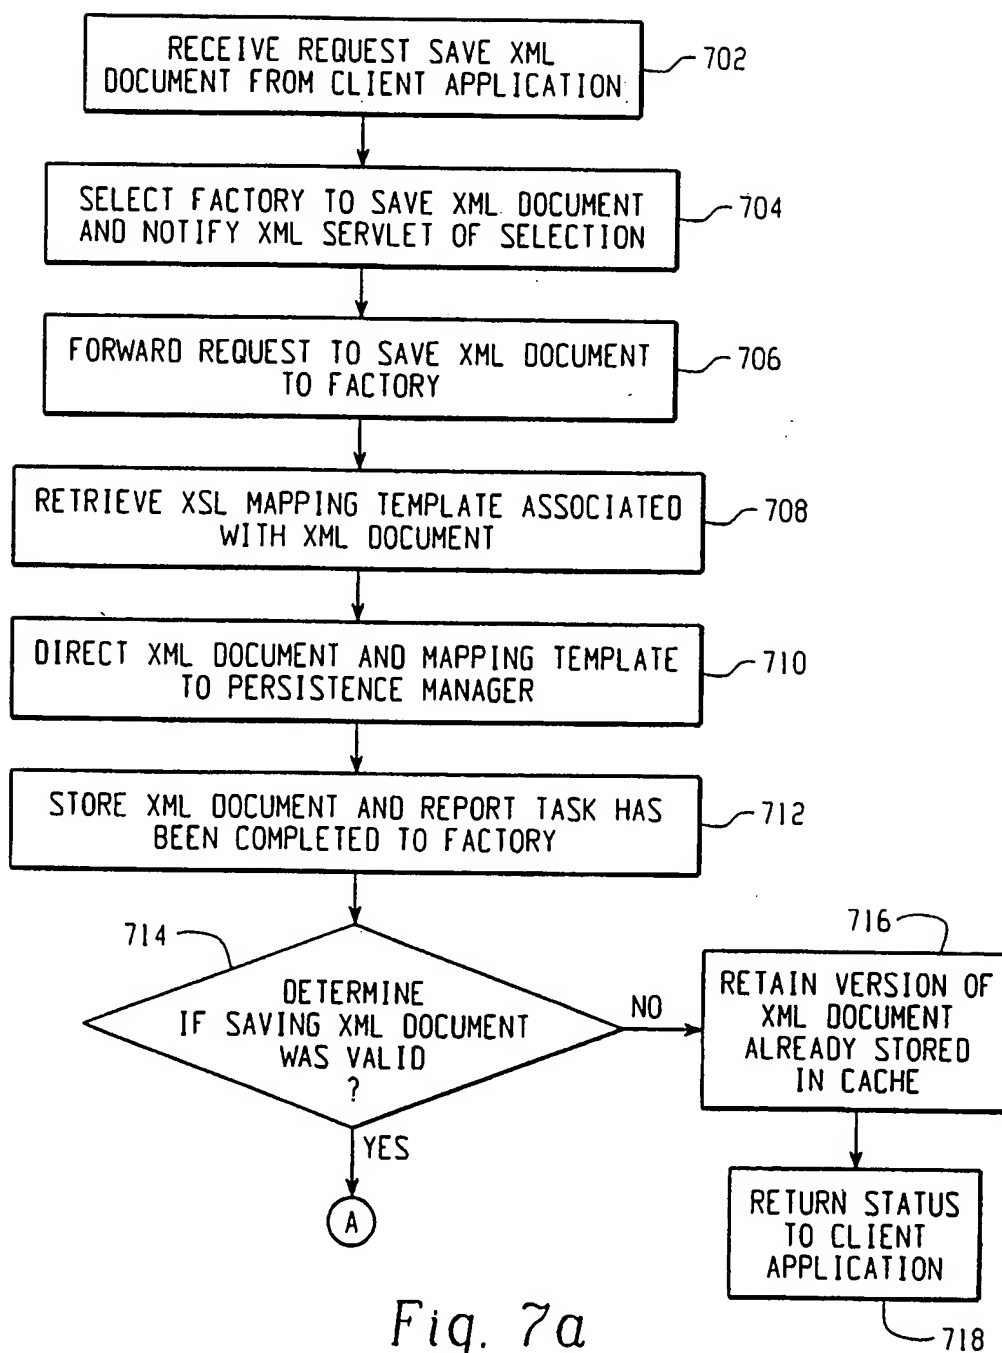 RECEIVE REQUEST SAVE XML
DOCUMENT FROM CLIENT APPLICATION
702
SELECT FACTORY TO SAVE XML DOCUMENT
AND NOTIFY XML SERVLET OF SELECTION
704
FORWARD REQUEST TO SAVE XML DOCUMENT
TO FACTORY
706
RETRIEVE XSL MAPPING TEMPLATE ASSOCIATED
WITH XML DOCUMENT
708
DIRECT XML DOCUMENT AND MAPPING TEMPLATE
TO PERSISTENCE MANAGER
710
STORE XML DOCUMENT AND REPORT TASK HAS
BEEN COMPLETED TO FACTORY
712
714
DETERMINE
IF SAVING XML DOCUMENT
WAS VALID
?
NO
YES
A
716
RETAIN VERSION OF
XML DOCUMENT
ALREADY STORED
IN CACHE
RETURN STATUS
TO CLIENT
APPLICATION
718
Fig. 7a